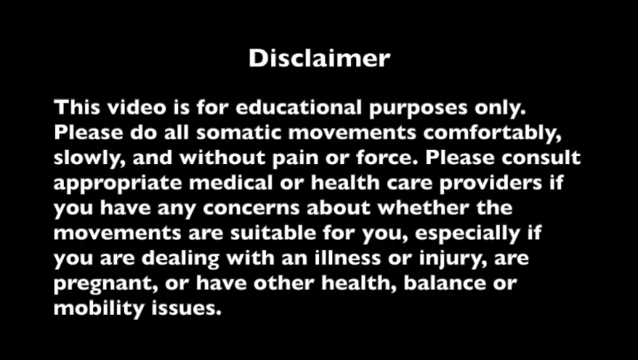 Disclaimer
This video is for educational purposes only.
Please do all somatic movements comfortably,
slowly, and without pain or force. Please consult
appropriate medical or health care providers if
you have any concerns about whether the
movements are suitable for you, especially if
you are dealing with an illness or injury, are
pregnant, or have other health, balance or
mobility issues.